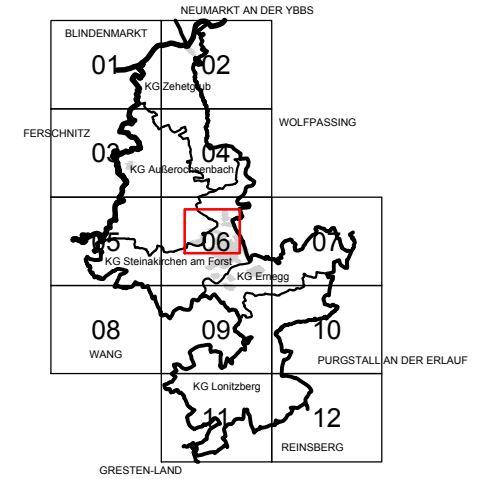 NEUMARKT AN DER YBBS
BLINDENMARKT
01
02
KG Zehetgrub
WOLFPASSING
FERSCHNITZ
03
04
KG Außerochsenbach
05
06
07
KG Steinakirchen am Forst
KG Ernegg
08
09
10
WANG
PURGSTALL AN DER ERLAUF
KG Lonitzberg
11
12
REINSBERG
GRESTEN-LAND